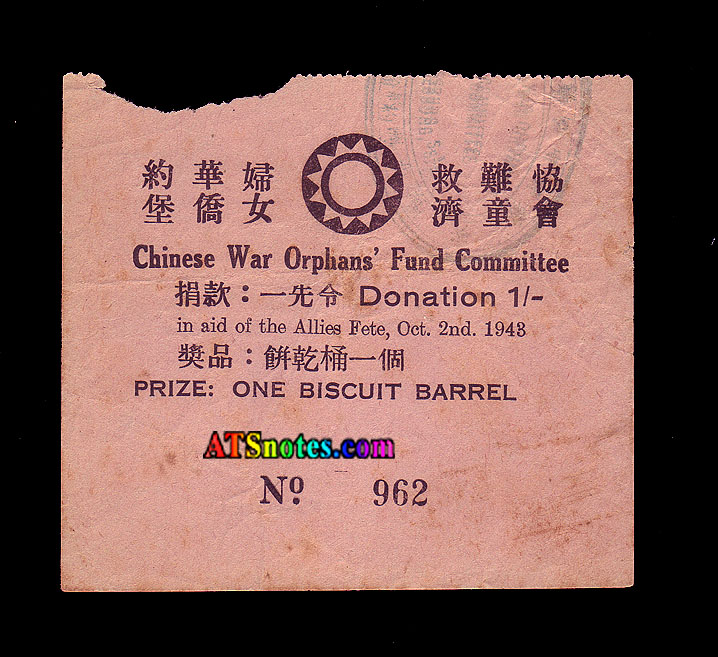 約堡華僑婦女 救濟難童恊會
Chinese War Orphans' Fund Committee
捐款：一先令 Donation 1/-
in aid of the Allies Fete, Oct. 2nd. 1943
獎品：餅乾桶一個
PRIZE: ONE BISCUIT BARREL
ATSnotes.com
Nº 962